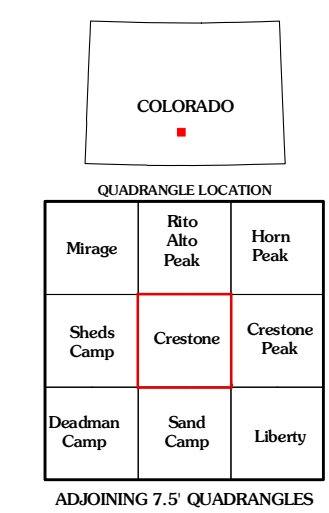 COLORADO
QUADRANGLE LOCATION
Mirage
Rito
Alto
Peak
Horn
Peak
Sheds
Camp
Crestone
Crestone
Peak
Deadman
Camp
Sand
Camp
Liberty
ADJOINING 7.5' QUADRANGLES